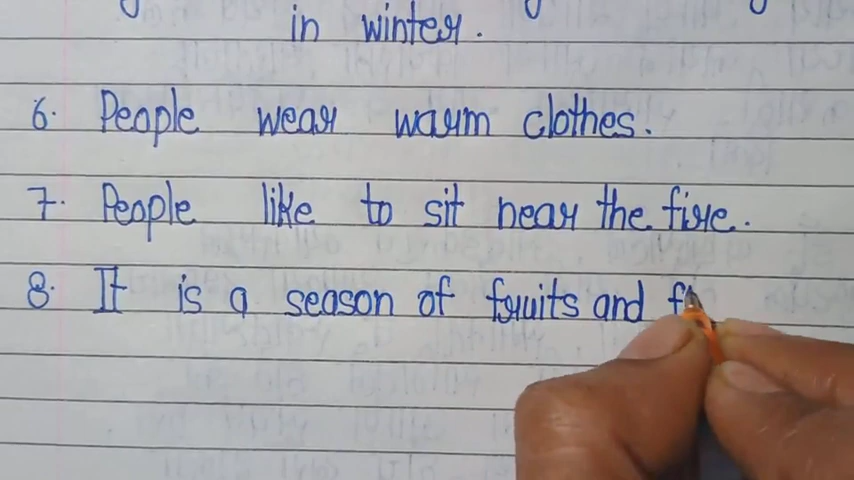 in winter.
6. People wear warm clothes.
7. People like to sit near the fire.
8. It is a season of fruits and